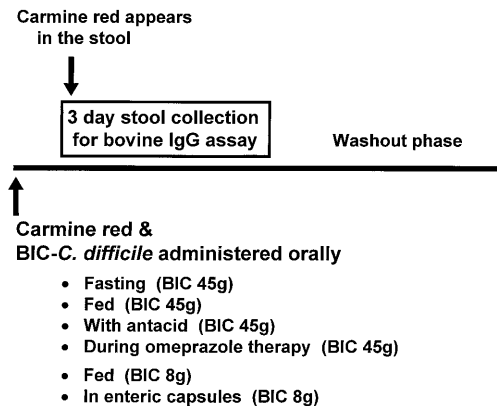 Carmine red appears
in the stool
3 day stool collection
for bovine IgG assay
Washout phase
Carmine red &
BIC-C. difficile administered orally
• Fasting (BIC 45g)
• Fed (BIC 45g)
• With antacid (BIC 45g)
• During omeprazole therapy (BIC 45g)
• Fed (BIC 8g)
• In enteric capsules (BIC 8g)